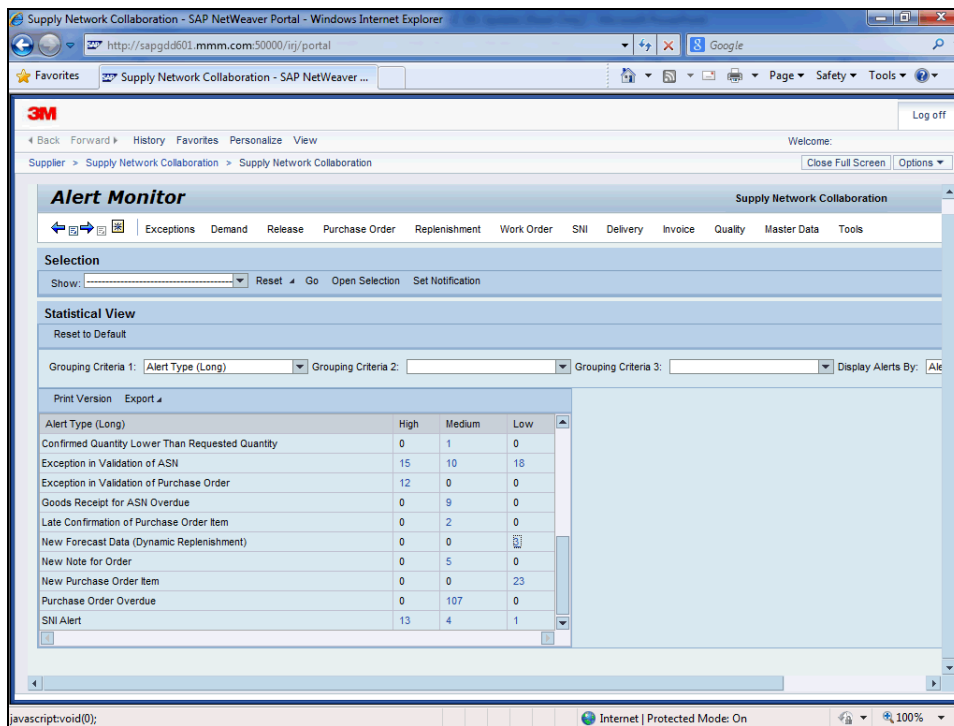 Supply Network Collaboration - SAP NetWeaver Portal - Windows Internet Explorer
http://sapgdd601.mmm.com:50000/irj/portal
Google
Favorites
Supply Network Collaboration - SAP NetWeaver ...
Page Safety Tools
3M
Log off
Back Forward History Favorites Personalize View
Welcome:
Supplier > Supply Network Collaboration > Supply Network Collaboration
Close Full Screen Options
Alert Monitor
Supply Network Collaboration
Exceptions Demand Release Purchase Order Replenishment Work Order SNI Delivery Invoice Quality Master Data Tools
Selection
Show: Reset Go Open Selection Set Notification
Statistical View
Reset to Default
Grouping Criteria 1: Alert Type (Long) Grouping Criteria 2: Grouping Criteria 3: Display Alerts By: Ale
Print Version Export
Alert Type (Long) High Medium Low
Confirmed Quantity Lower Than Requested Quantity 0 1 0
Exception in Validation of ASN 15 10 18
Exception in Validation of Purchase Order 12 0 0
Goods Receipt for ASN Overdue 0 9 0
Late Confirmation of Purchase Order Item 0 2 0
New Forecast Data (Dynamic Replenishment) 0 0 3
New Note for Order 0 5 0
New Purchase Order Item 0 0 23
Purchase Order Overdue 0 107 0
SNI Alert 13 4 1
javascript:void(0);
Internet | Protected Mode: On
100%